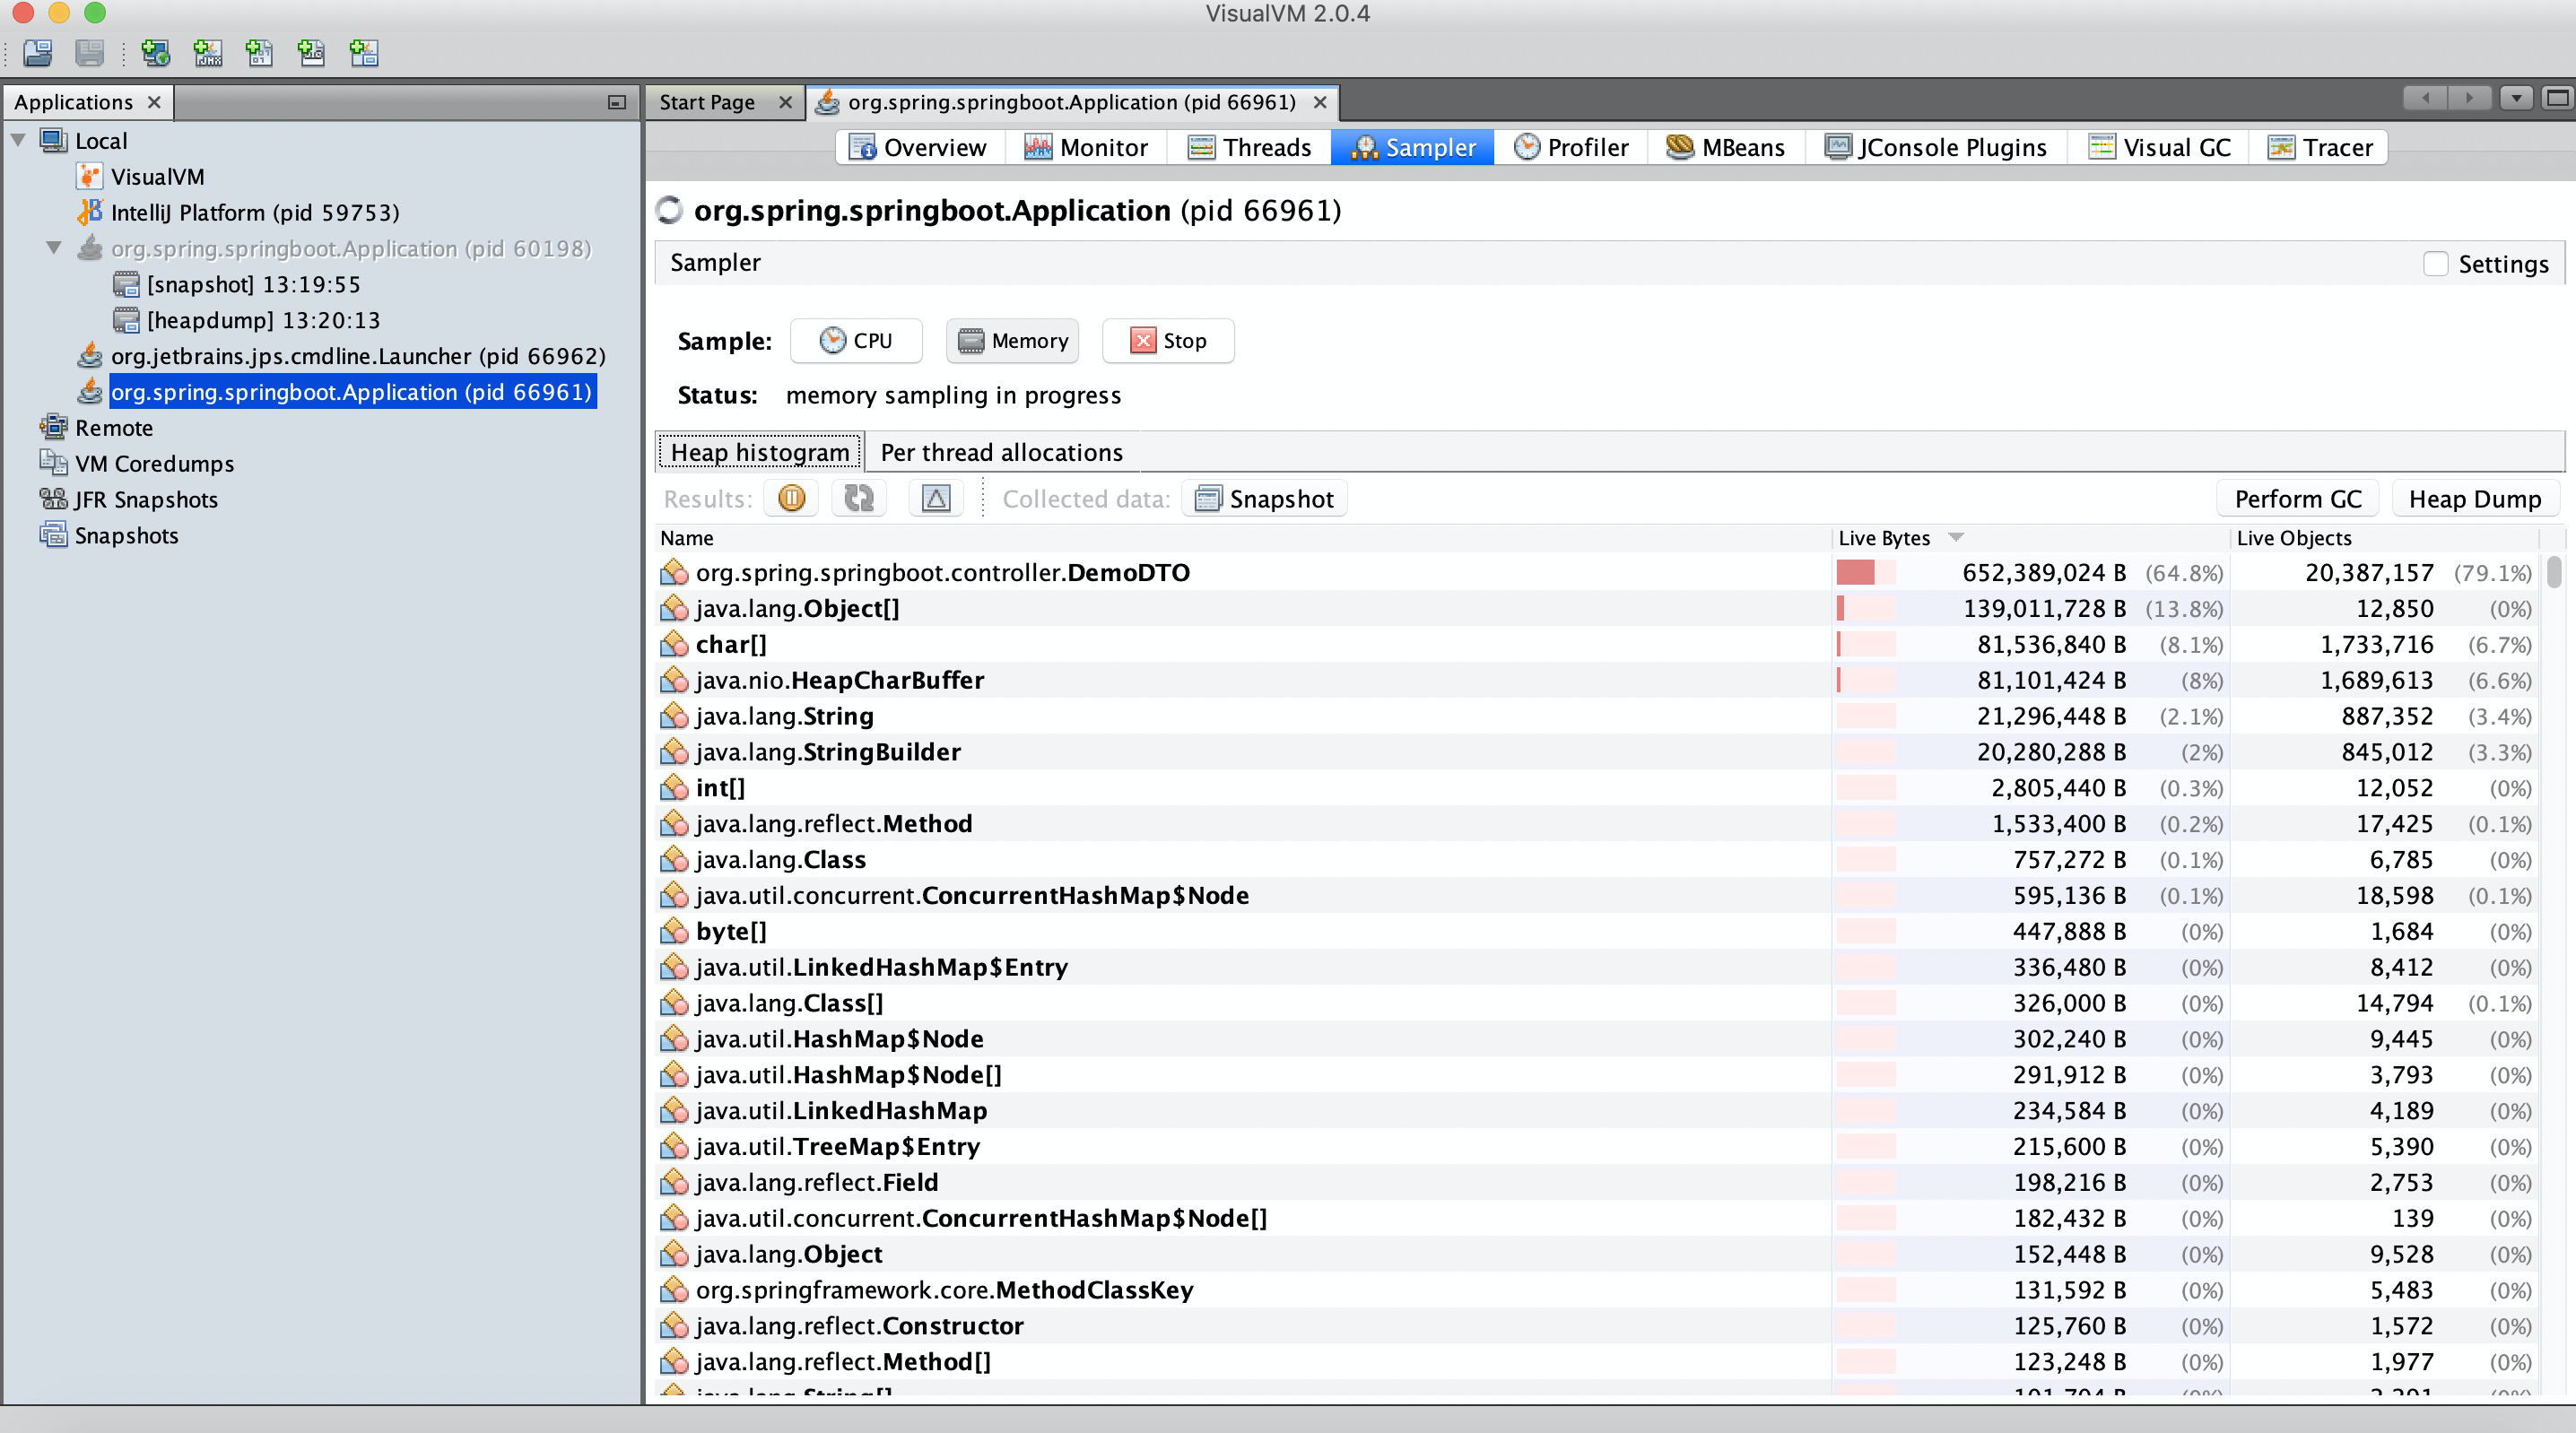 VisualVM 2.0.4
Applications
Start Page
org.spring.springboot.Application (pid 66961)
Local
VisualVM
IntelliJ Platform (pid 59753)
org.spring.springboot.Application (pid 60198)
[snapshot] 13:19:55
[heapdump] 13:20:13
org.jetbrains.jps.cmdline.Launcher (pid 66962)
org.spring.springboot.Application (pid 66961)
Remote
VM Coredumps
JFR Snapshots
Snapshots
Overview Monitor Threads Sampler Profiler MBeans JConsole Plugins Visual GC Tracer
org.spring.springboot.Application (pid 66961)
Sampler Settings
Sample: CPU Memory Stop
Status: memory sampling in progress
Heap histogram Per thread allocations
Results: Collected data: Snapshot Perform GC Heap Dump
Name Live Bytes Live Objects
org.spring.springboot.controller.DemoDTO 652,389,024 B (64.8%) 20,387,157 (79.1%)
java.lang.Object[] 139,011,728 B (13.8%) 12,850 (0%)
char[] 81,536,840 B (8.1%) 1,733,716 (6.7%)
java.nio.HeapCharBuffer 81,101,424 B (8%) 1,689,613 (6.6%)
java.lang.String 21,296,448 B (2.1%) 887,352 (3.4%)
java.lang.StringBuilder 20,280,288 B (2%) 845,012 (3.3%)
int[] 2,805,440 B (0.3%) 12,052 (0%)
java.lang.reflect.Method 1,533,400 B (0.2%) 17,425 (0.1%)
java.lang.Class 757,272 B (0.1%) 6,785 (0%)
java.util.concurrent.ConcurrentHashMap$Node 595,136 B (0.1%) 18,598 (0.1%)
byte[] 447,888 B (0%) 1,684 (0%)
java.util.LinkedHashMap$Entry 336,480 B (0%) 8,412 (0%)
java.lang.Class[] 326,000 B (0%) 14,794 (0.1%)
java.util.HashMap$Node 302,240 B (0%) 9,445 (0%)
java.util.HashMap$Node[] 291,912 B (0%) 3,793 (0%)
java.util.LinkedHashMap 234,584 B (0%) 4,189 (0%)
java.util.TreeMap$Entry 215,600 B (0%) 5,390 (0%)
java.lang.reflect.Field 198,216 B (0%) 2,753 (0%)
java.util.concurrent.ConcurrentHashMap$Node[] 182,432 B (0%) 139 (0%)
java.lang.Object 152,448 B (0%) 9,528 (0%)
org.springframework.core.MethodClassKey 131,592 B (0%) 5,483 (0%)
java.lang.reflect.Constructor 125,760 B (0%) 1,572 (0%)
java.lang.reflect.Method[] 123,248 B (0%) 1,977 (0%)
java.lang.String[]